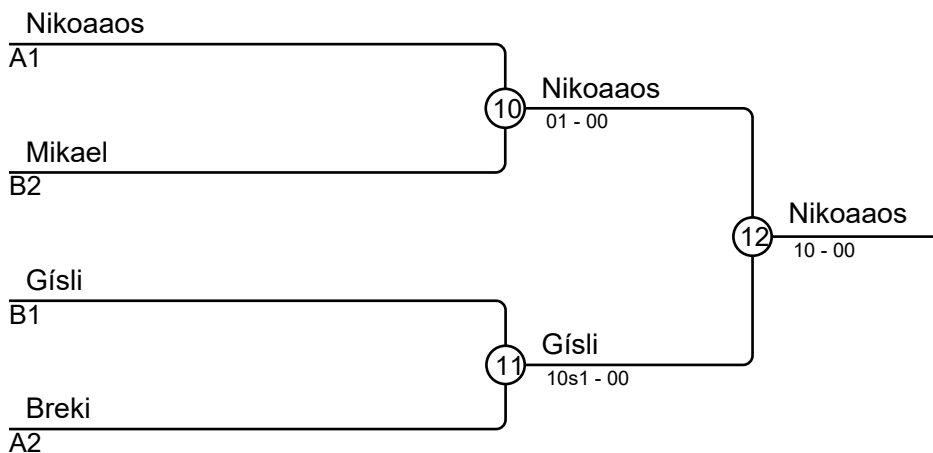 Nikoaaos
A1
10
Nikoaaos
01 - 00
Mikael
B2
12
Nikoaaos
10 - 00
Gísli
B1
11
Gísli
10s1 - 00
Breki
A2